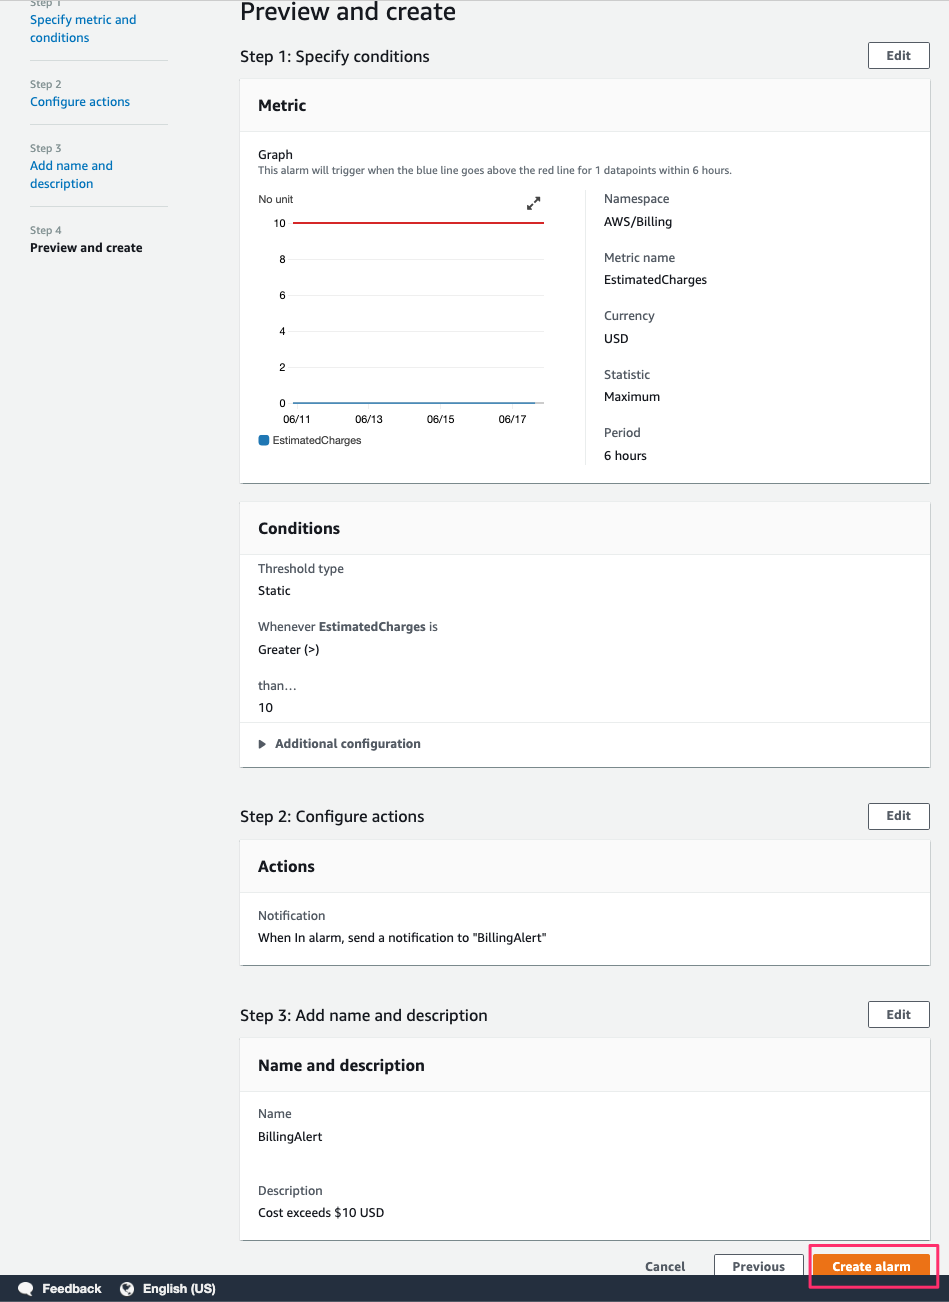 Step 1
Specify metric and
conditions
Step 2
Configure actions
Step 3
Add name and
description
Step 4
Preview and create
Preview and create
Step 1: Specify conditions
Edit
Metric
Graph
This alarm will trigger when the blue line goes above the red line for 1 datapoints within 6 hours.
No unit
10
8
6
4
2
0
06/11 06/13 06/15 06/17
EstimatedCharges
Namespace
AWS/Billing
Metric name
EstimatedCharges
Currency
USD
Statistic
Maximum
Period
6 hours
Conditions
Threshold type
Static
Whenever EstimatedCharges is
Greater (>)
than...
10
Additional configuration
Step 2: Configure actions
Edit
Actions
Notification
When In alarm, send a notification to "BillingAlert"
Step 3: Add name and description
Edit
Name and description
Name
BillingAlert
Description
Cost exceeds $10 USD
Cancel
Previous
Create alarm
Feedback
English (US)